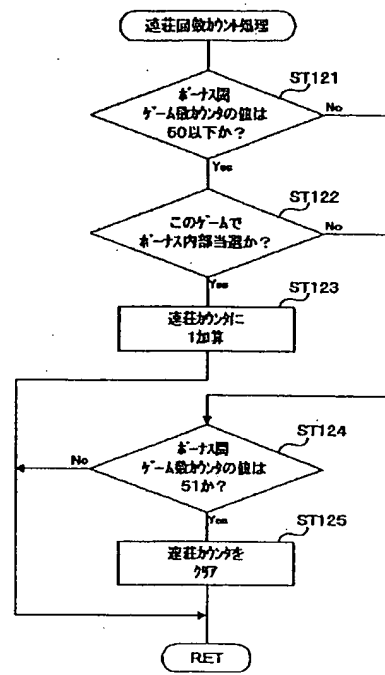 連荘回数カウント処理
ST121
ボーナス間
ゲーム数カウンタの値は
50以下か?
No
Yes
ST122
このゲームで
ボーナス内部当選か?
No
Yes
ST123
連荘カウンタに
1加算
ST124
ボーナス間
ゲーム数カウンタの値は
51か?
No
Yes
ST125
連荘カウンタを
クリア
RET